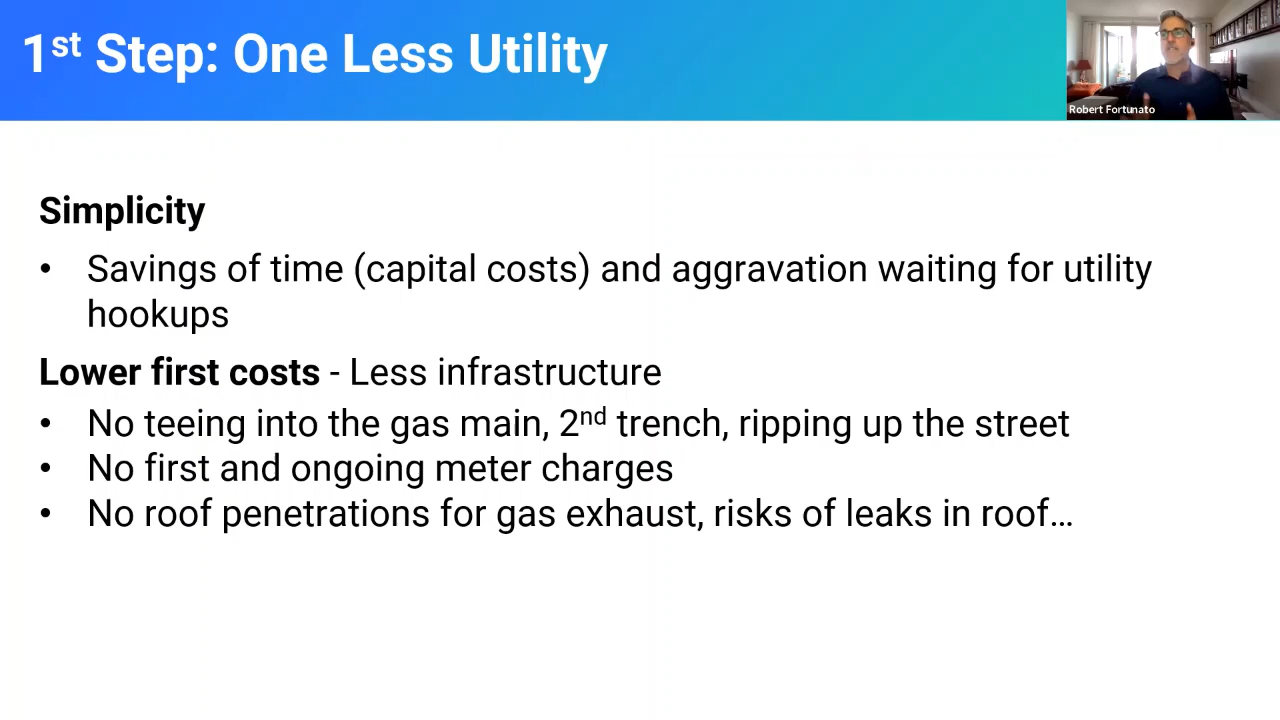 1st Step: One Less Utility
Robert Fortunato
Simplicity
• Savings of time (capital costs) and aggravation waiting for utility
hookups
Lower first costs - Less infrastructure
• No teeing into the gas main, 2nd trench, ripping up the street
• No first and ongoing meter charges
• No roof penetrations for gas exhaust, risks of leaks in roof…